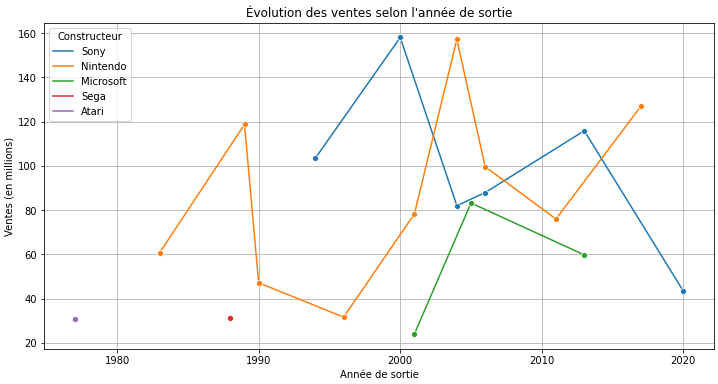 Évolution des ventes selon l'année de sortie
Constructeur
Sony
Nintendo
Microsoft
Sega
Atari
Ventes (en millions)
160
140
120
100
80
60
40
20
1980
1990
2000
2010
2020
Année de sortie